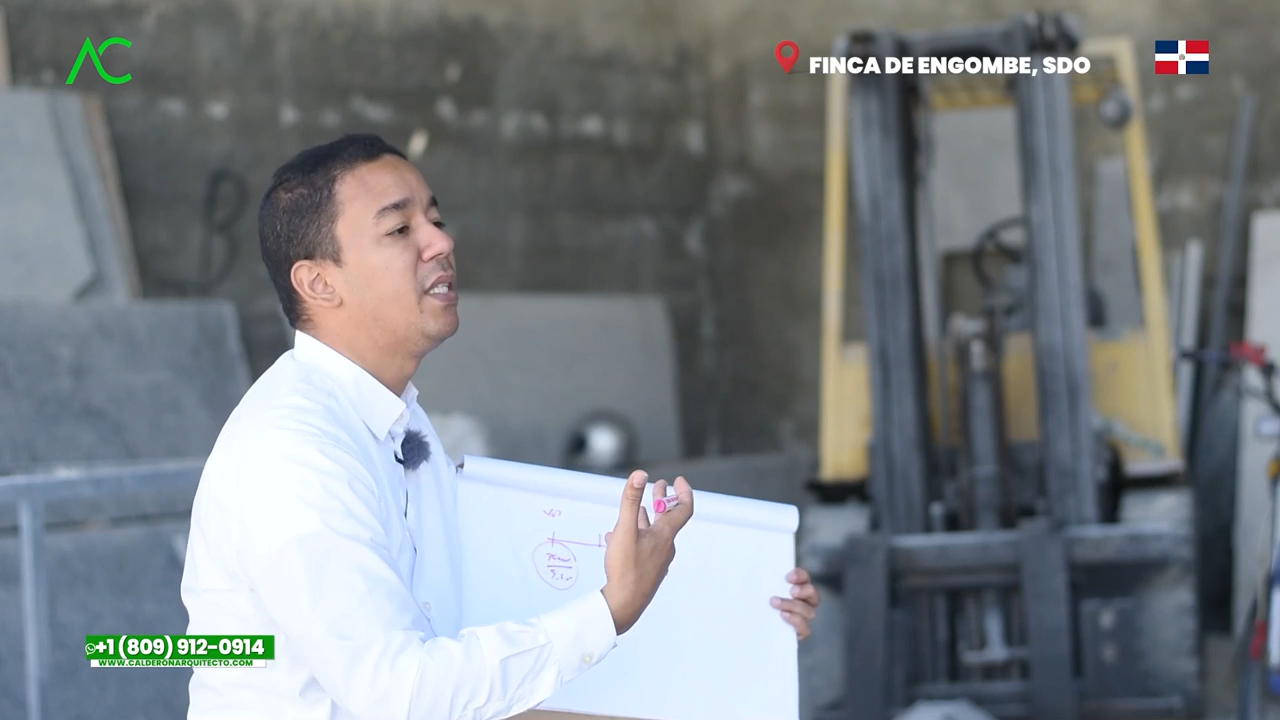 AC
FINCA DE ENGOMBE, SDO
+1 (809) 912-0914
WWW.CALDERONARQUITECTO.COM